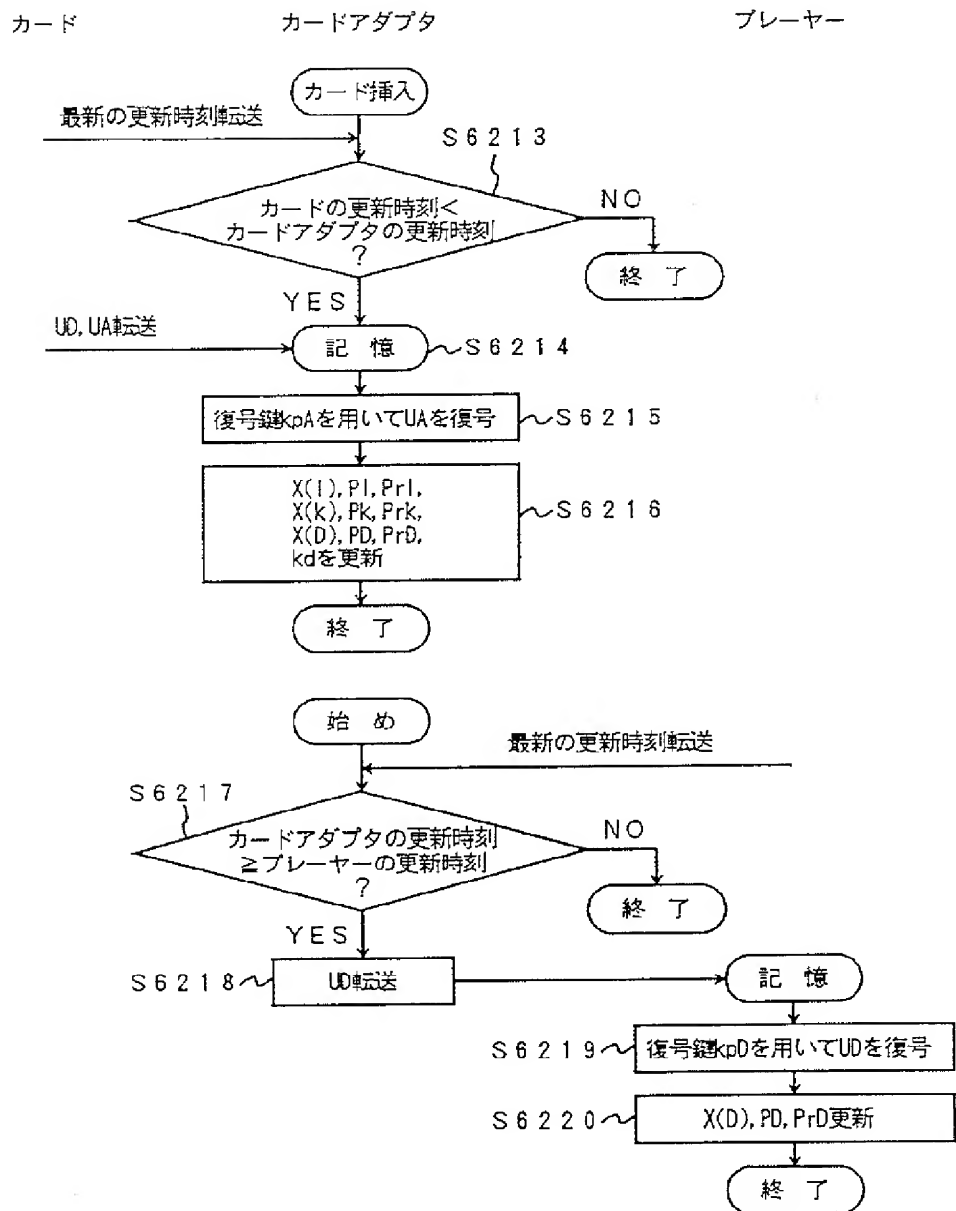 カード カードアダプタ プレーヤー
カード挿入
最新の更新時刻転送
S6213
カードの更新時刻<
カードアダプタの更新時刻
?
NO
終 了
YES
UD,UA転送
記 憶
S6214
復号鍵kpAを用いてUAを復号
S6215
X(I),PI,PrI,
X(k),Pk,Prk,
X(D),PD,PrD,
kdを更新
S6216
終 了
始 め
最新の更新時刻転送
S6217
カードアダプタの更新時刻
≧プレーヤーの更新時刻
?
NO
終 了
YES
S6218
UD転送
記 憶
S6219
復号鍵kpDを用いてUDを復号
S6220
X(D),PD,PrD更新
終 了